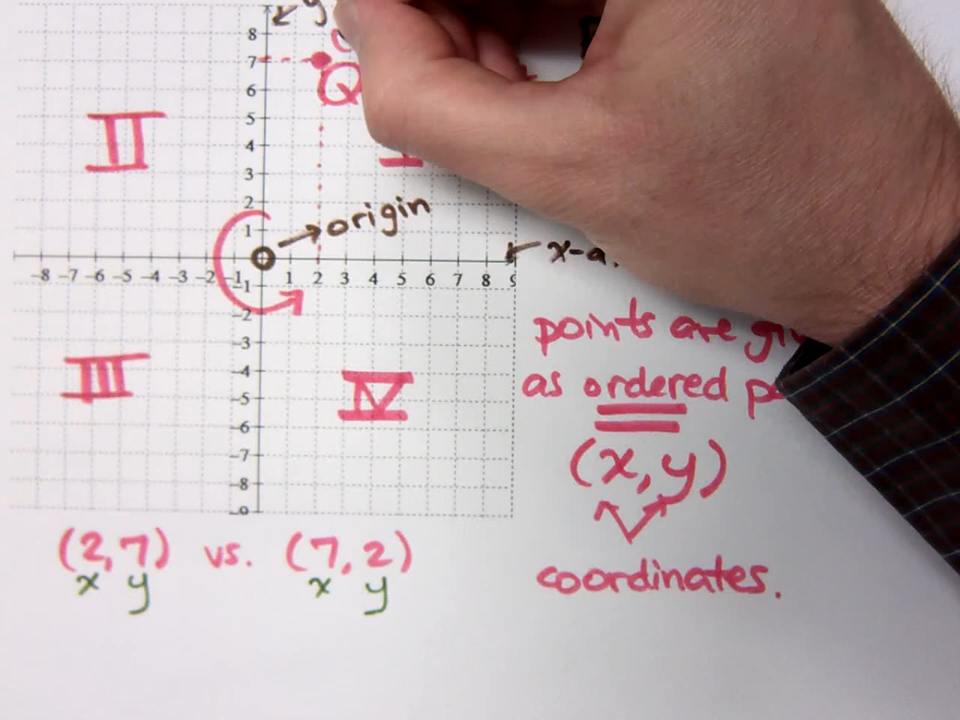 y
8
7
6
Q
5
II
4
I
3
2
1
origin
x-a
-8 -7 -6 -5 -4 -3 -2 -1 1 2 3 4 5 6 7 8 9
-1
-2
-3
-4
-5
-6
-7
-8
-9
III
IV
points are
as ordered
(x, y)
coordinates.
(2, 7) vs. (7, 2)
x y x y